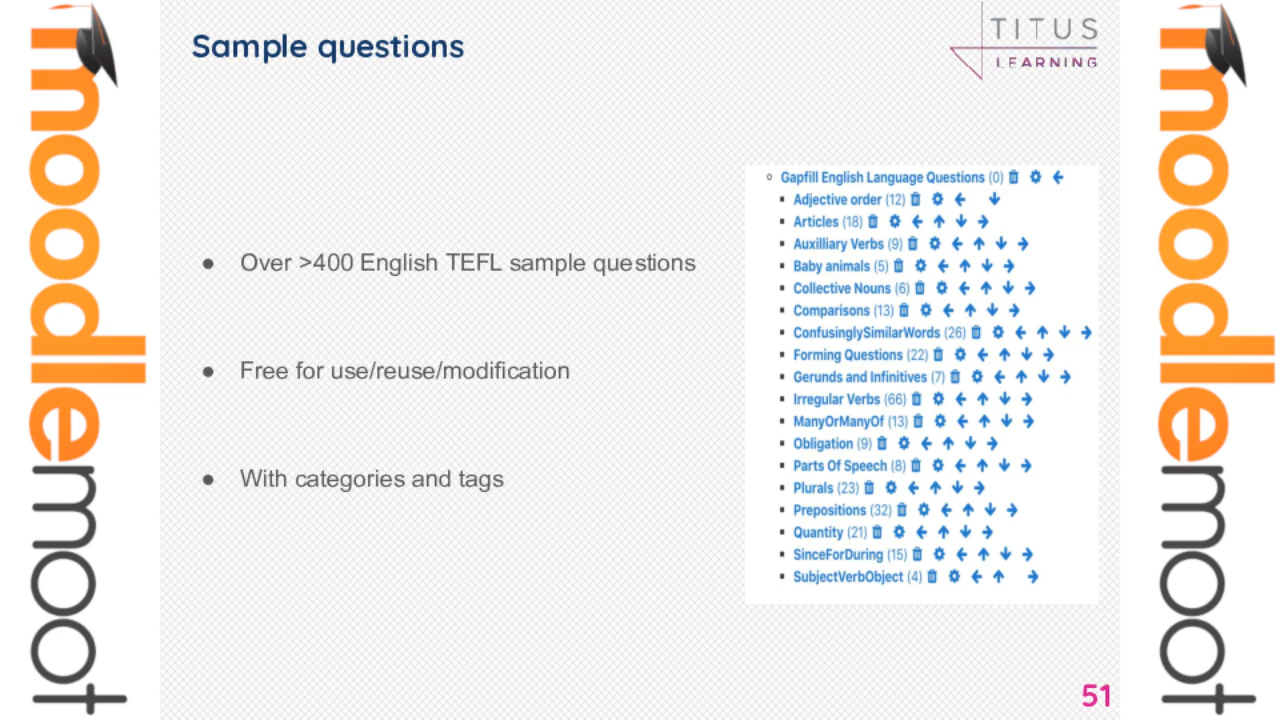 moodlemoot
Sample questions
TITUS
LEARNING
● Over >400 English TEFL sample questions
● Free for use/reuse/modification
● With categories and tags
Gapfill English Language Questions (0)
Adjective order (12)
Articles (18)
Auxilliary Verbs (9)
Baby animals (5)
Collective Nouns (6)
Comparisons (13)
ConfusinglySimilarWords (26)
Forming Questions (22)
Gerunds and Infinitives (7)
Irregular Verbs (66)
ManyOrManyOf (13)
Obligation (9)
Parts Of Speech (8)
Plurals (23)
Prepositions (32)
Quantity (21)
SinceForDuring (15)
SubjectVerbObject (4)
51
moodlemoot